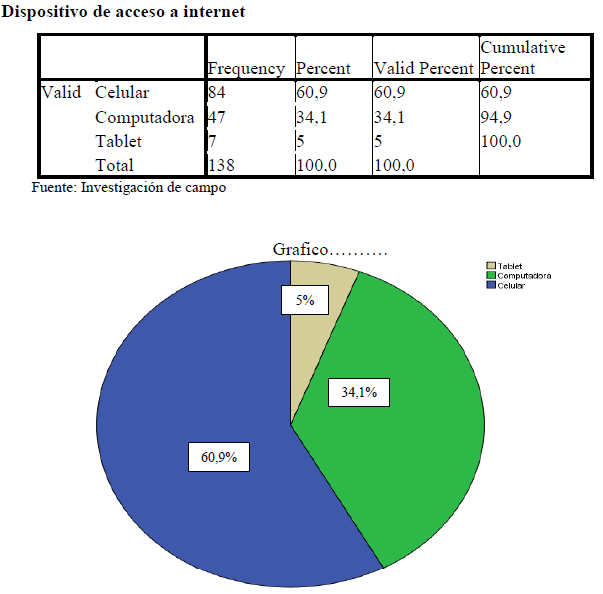 Dispositivo de acceso a internet
Frequency Percent Valid Percent Cumulative Percent
Valid Celular 84 60,9 60,9 60,9
Computadora 47 34,1 34,1 94,9
Tablet 7 5 5 100,0
Total 138 100,0 100,0
Fuente: Investigación de campo
Grafico……….
Tablet
Computadora
Celular
5%
34,1%
60,9%